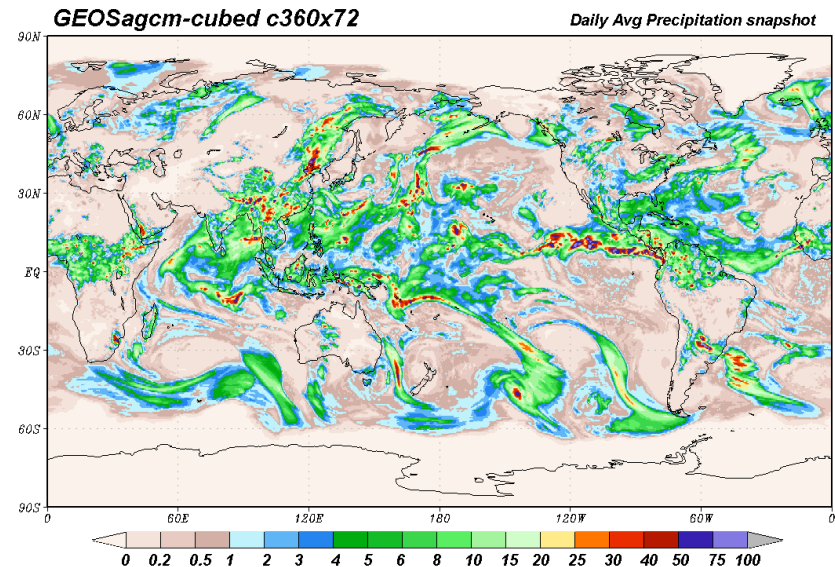 GEOSagcm-cubed c360x72 Daily Avg Precipitation snapshot
90N
60N
30N
EQ
30S
60S
90S
0 60E 120E 180 120W 60W 0
0 0.2 0.5 1 2 3 4 5 6 8 10 15 20 25 30 40 50 75 100